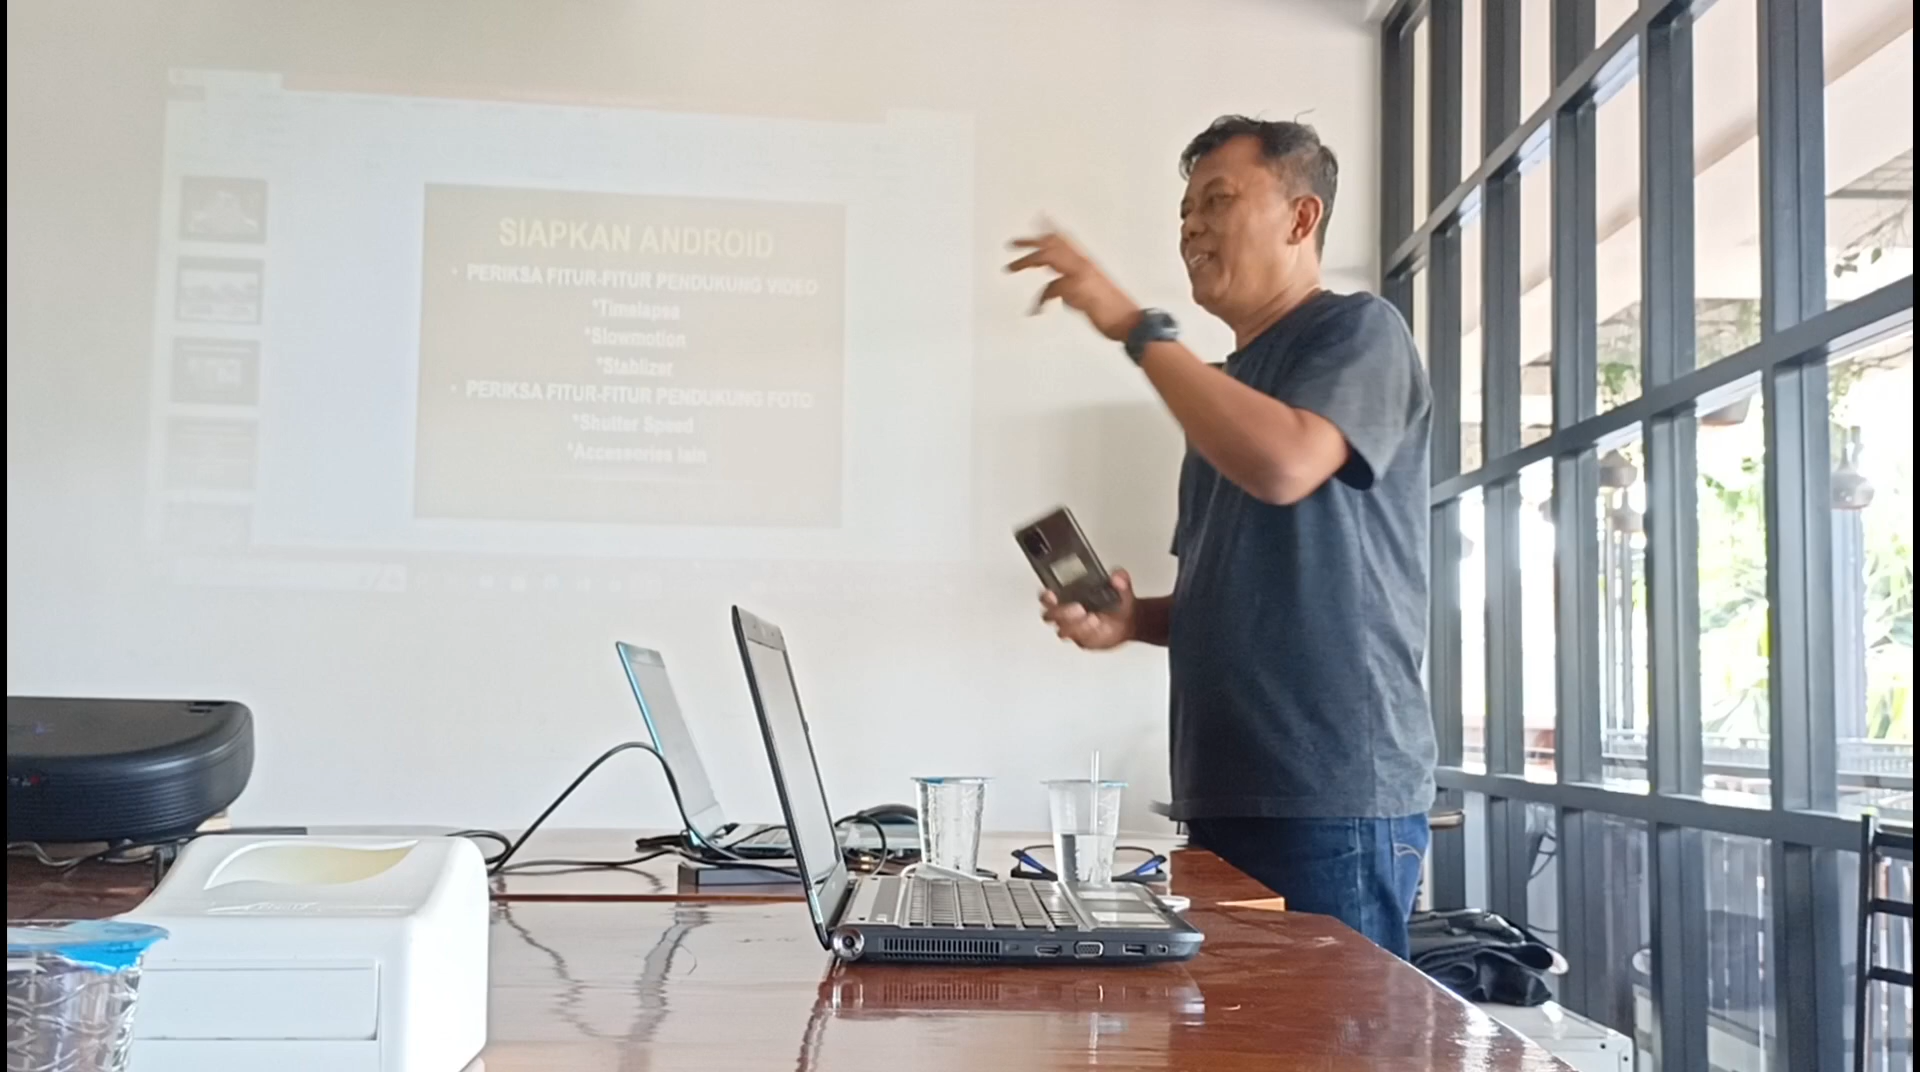 SIAPKAN ANDROID
• PERIKSA FITUR-FITUR PENDUKUNG VIDEO
*Timelapse
*Slowmotion
*Stablizer
• PERIKSA FITUR-FITUR PENDUKUNG FOTO
*Shutter Speed
*Accessories lain